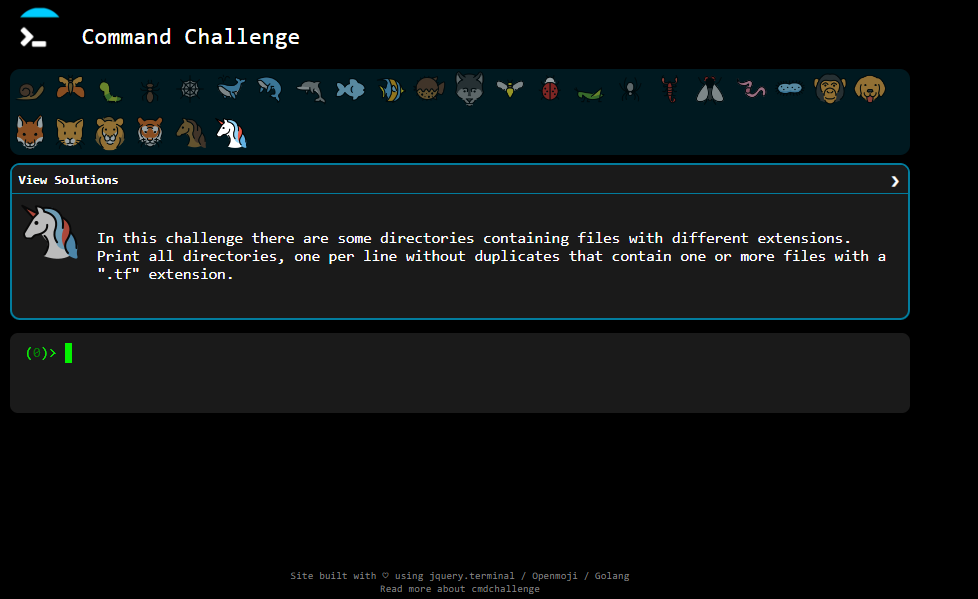 Command Challenge
View Solutions
In this challenge there are some directories containing files with different extensions.
Print all directories, one per line without duplicates that contain one or more files with a
".tf" extension.
(0)>
Site built with ♡ using jquery.terminal / Openmoji / Golang
Read more about cmdchallenge